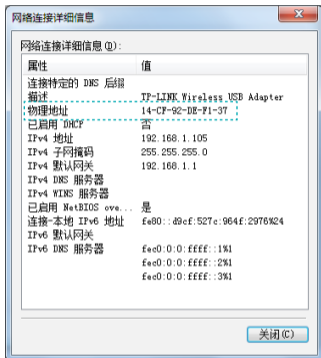 网络连接详细信息
网络连接详细信息(D):
属性 值
连接特定的 DNS 后缀
描述 TP-LINK Wireless USB Adapter
物理地址 14-CF-92-DE-F1-37
已启用 DHCP 否
IPv4 地址 192.168.1.105
IPv4 子网掩码 255.255.255.0
IPv4 默认网关 192.168.1.1
IPv4 DNS 服务器
IPv4 WINS 服务器
已启用 NetBIOS ove... 是
连接-本地 IPv6 地址 fe80::d9cf:527c:964f:2976%24
IPv6 默认网关
IPv6 DNS 服务器 fec0:0:0:ffff::1%1
fec0:0:0:ffff::2%1
fec0:0:0:ffff::3%1
关闭(C)